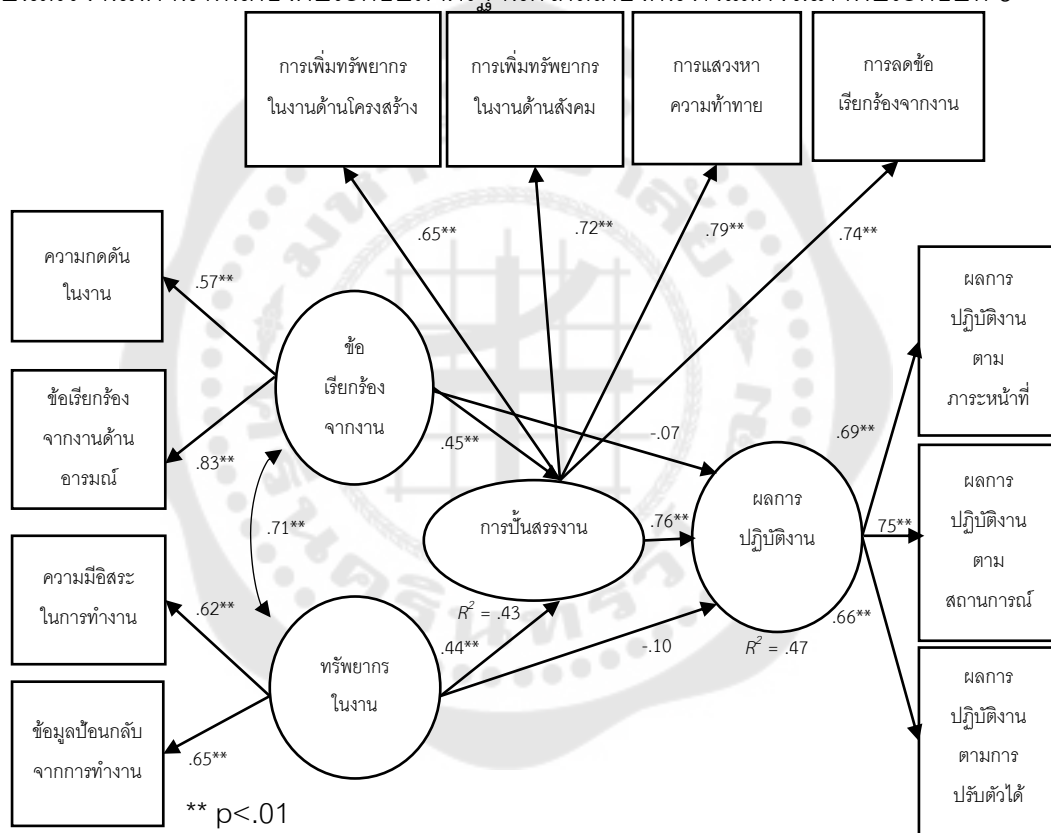 การเพิ่มทรัพยากร
ในงานด้านโครงสร้าง
การเพิ่มทรัพยากร
ในงานด้านสังคม
การแสวงหา
ความท้าทาย
การลดข้อ
เรียกร้องจากงาน
.65**
.72**
.79**
.74**
ความกดดัน
ในงาน
.57**
ข้อเรียกร้อง
จากงานด้าน
อารมณ์
.83**
ข้อ
เรียกร้อง
จากงาน
.45**
-.07
.71**
การปั้นสรรงาน
R² = .43
.76**
ผลการ
ปฏิบัติงาน
R² = .47
ความมีอิสระ
ในการทำงาน
.62**
ข้อมูลป้อนกลับ
จากการทำงาน
.65**
ทรัพยากร
ในงาน
.44**
-.10
ผลการ
ปฏิบัติงาน
ตาม
ภาระหน้าที่
.69**
ผลการ
ปฏิบัติงาน
ตาม
สถานการณ์
75**
ผลการ
ปฏิบัติงาน
ตามการ
ปรับตัวได้
.66**
** p<.01